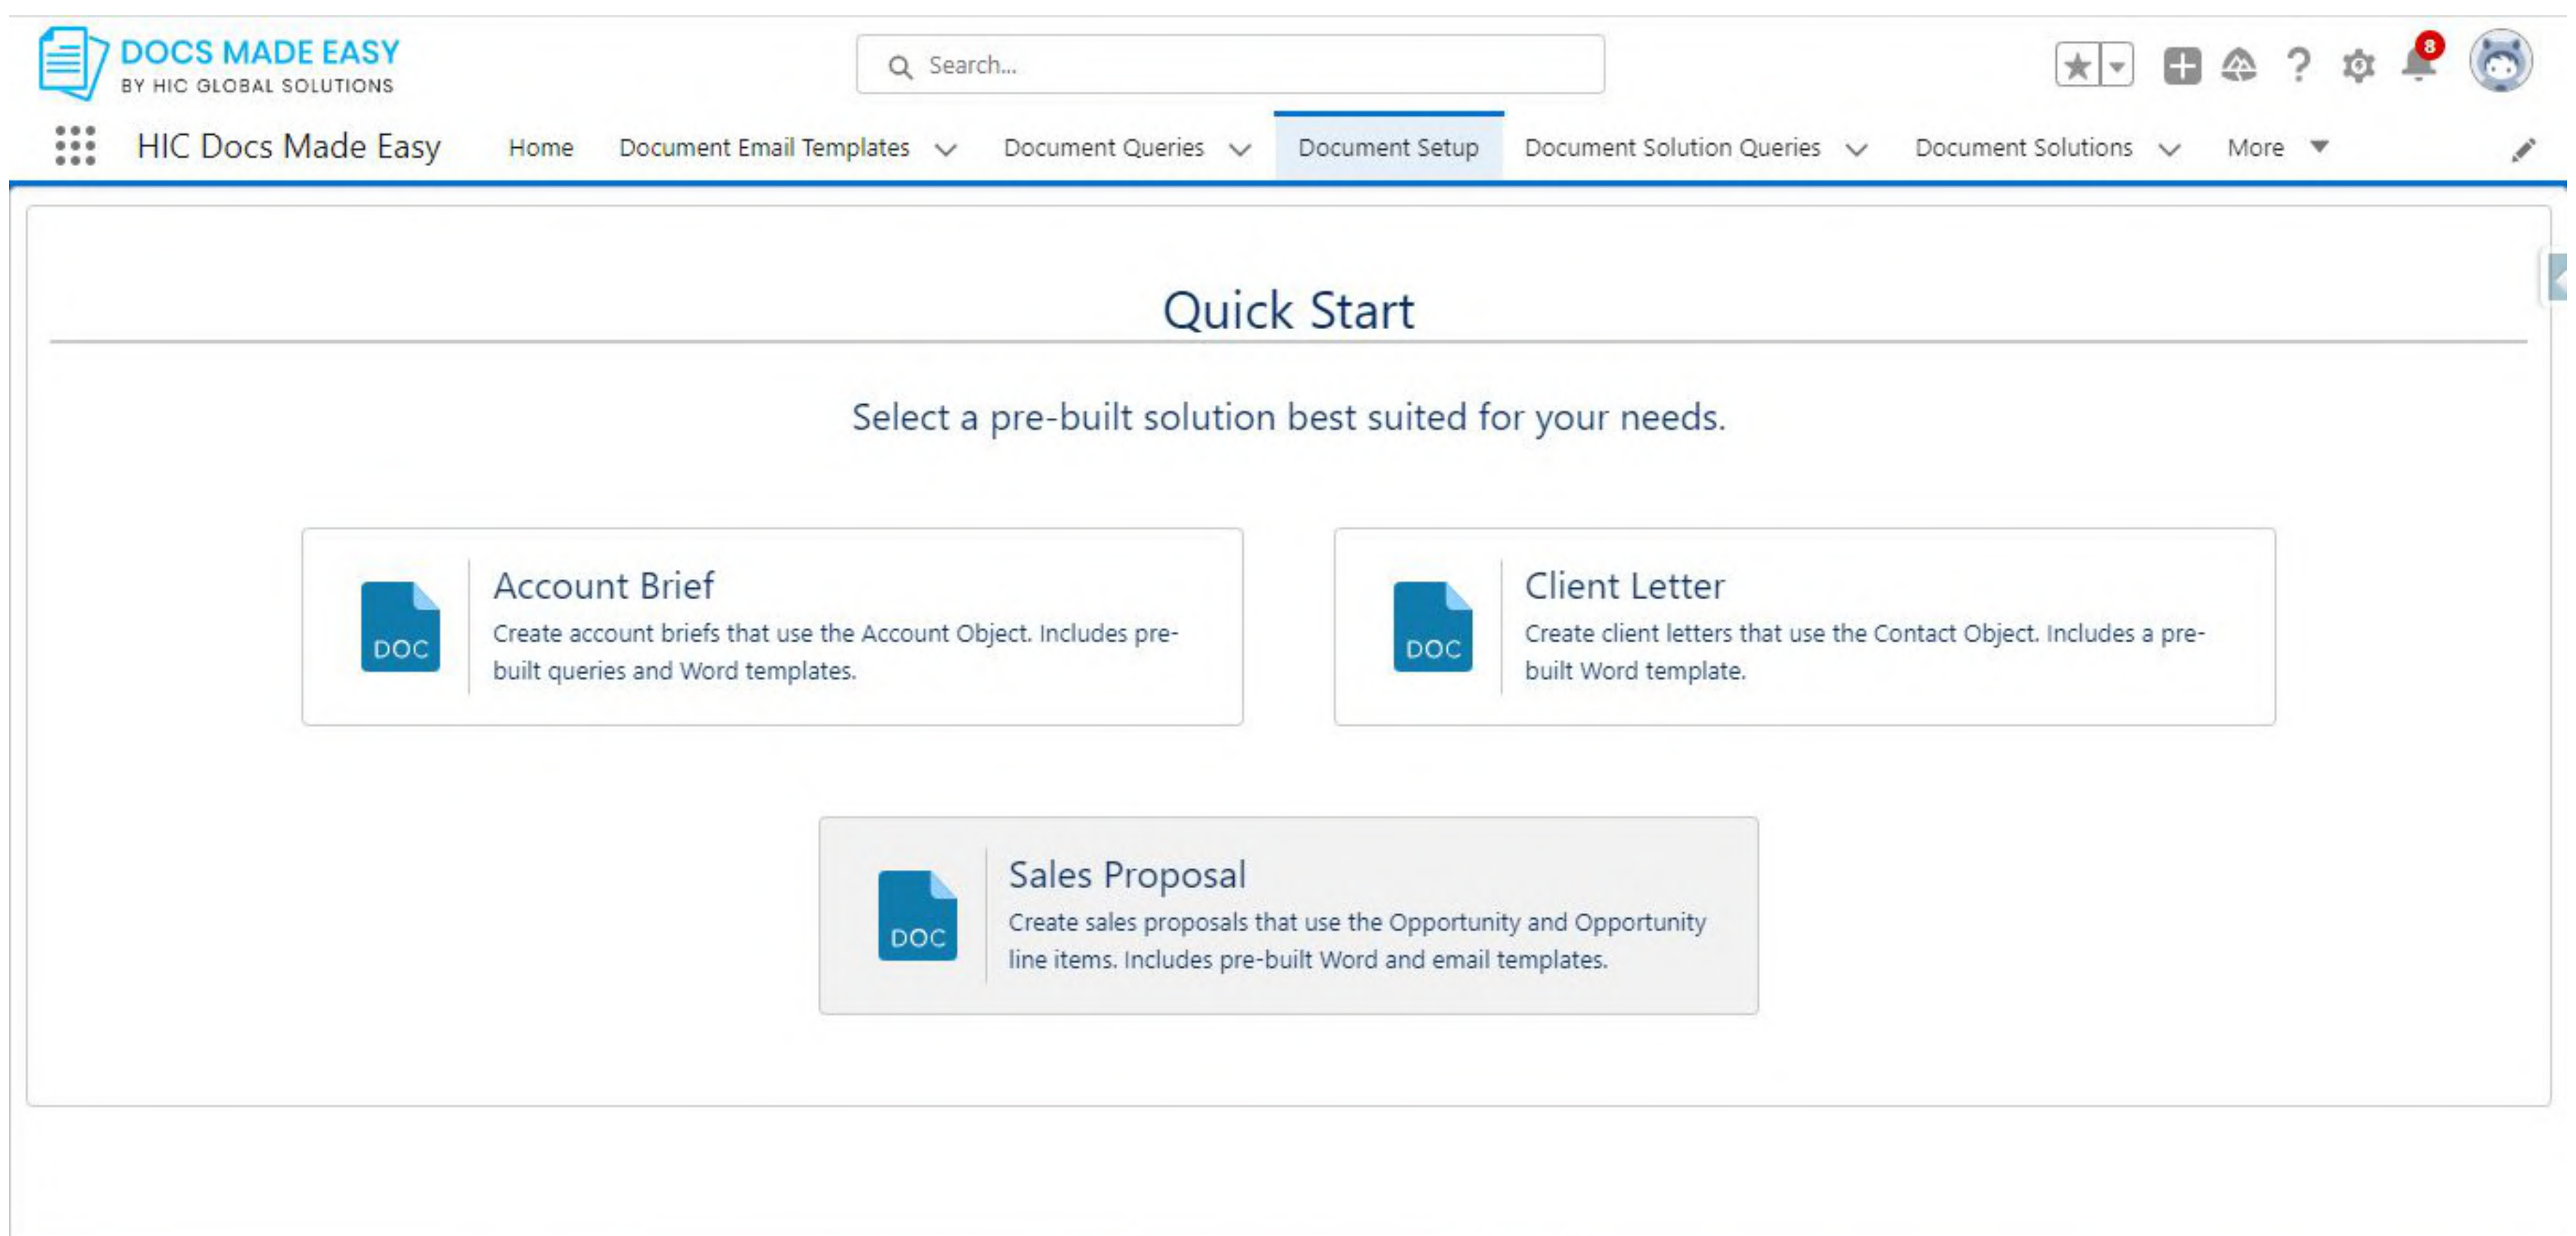 DOCS MADE EASY
BY HIC GLOBAL SOLUTIONS
Search...
8
HIC Docs Made Easy Home Document Email Templates Document Queries Document Setup Document Solution Queries Document Solutions More
Quick Start
Select a pre-built solution best suited for your needs.
DOC
Account Brief
Create account briefs that use the Account Object. Includes pre-
built queries and Word templates.
DOC
Client Letter
Create client letters that use the Contact Object. Includes a pre-
built Word template.
DOC
Sales Proposal
Create sales proposals that use the Opportunity and Opportunity
line items. Includes pre-built Word and email templates.